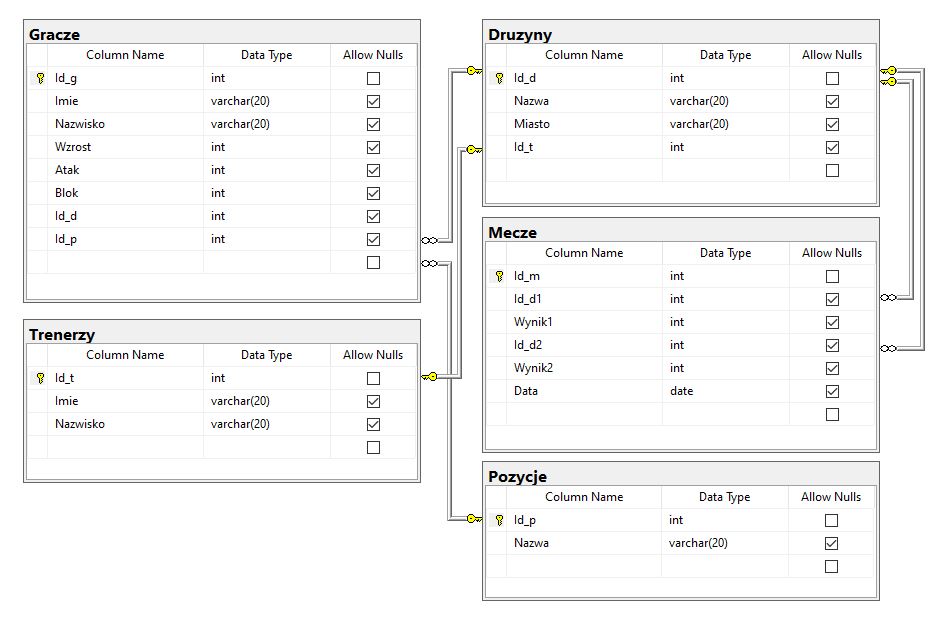 Gracze
Column Name Data Type Allow Nulls
Id_g int
Imie varchar(20)
Nazwisko varchar(20)
Wzrost int
Atak int
Blok int
Id_d int
Id_p int
Trenerzy
Column Name Data Type Allow Nulls
Id_t int
Imie varchar(20)
Nazwisko varchar(20)
Druzyny
Column Name Data Type Allow Nulls
Id_d int
Nazwa varchar(20)
Miasto varchar(20)
Id_t int
Mecze
Column Name Data Type Allow Nulls
Id_m int
Id_d1 int
Wynik1 int
Id_d2 int
Wynik2 int
Data date
Pozycje
Column Name Data Type Allow Nulls
Id_p int
Nazwa varchar(20)